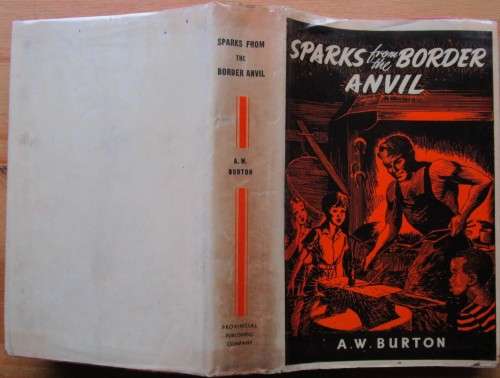 SPARKS FROM
THE
BORDER ANVIL
A. W.
BURTON
PROVINCIAL
PUBLISHING
COMPANY
SPARKS from the BORDER
ANVIL
A.W. BURTON